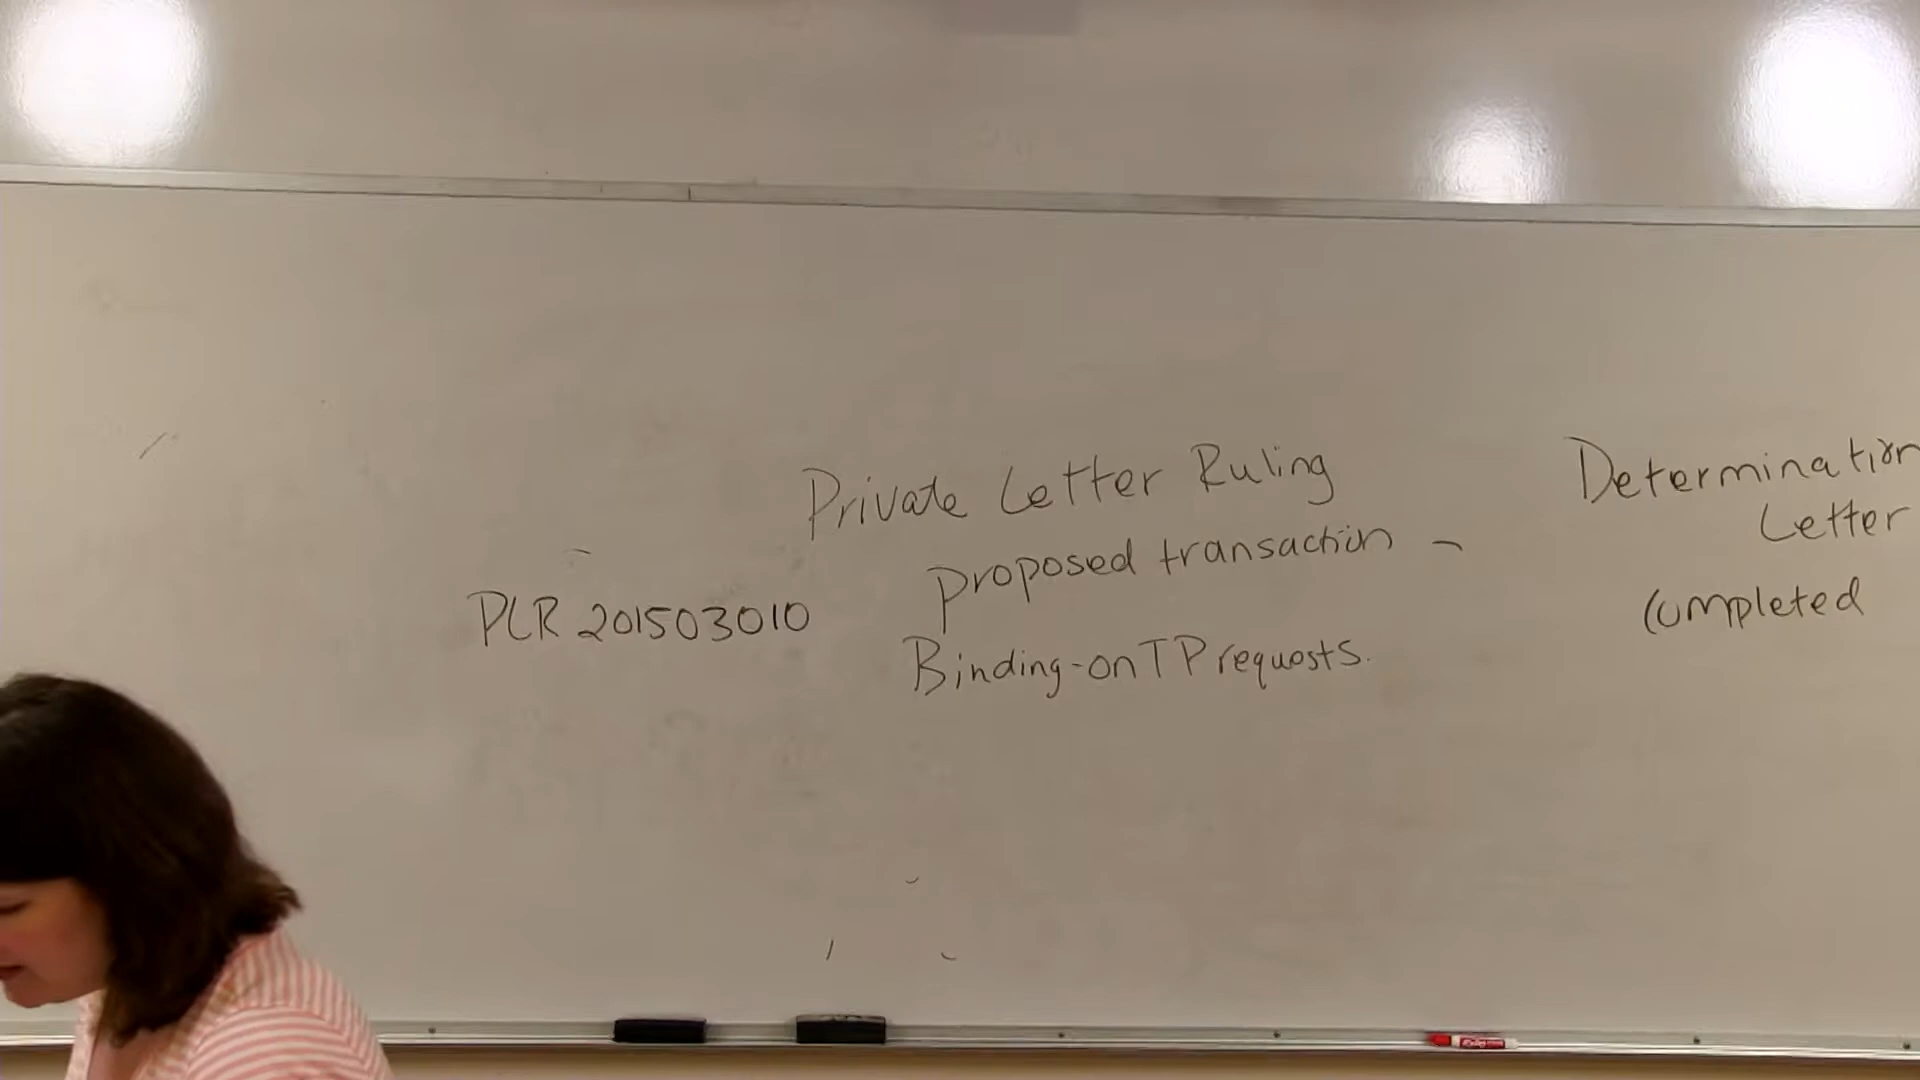 Private Letter Ruling
proposed transaction -
PLR 201503010
Binding-on TP requests.
Determination
Letter
Completed